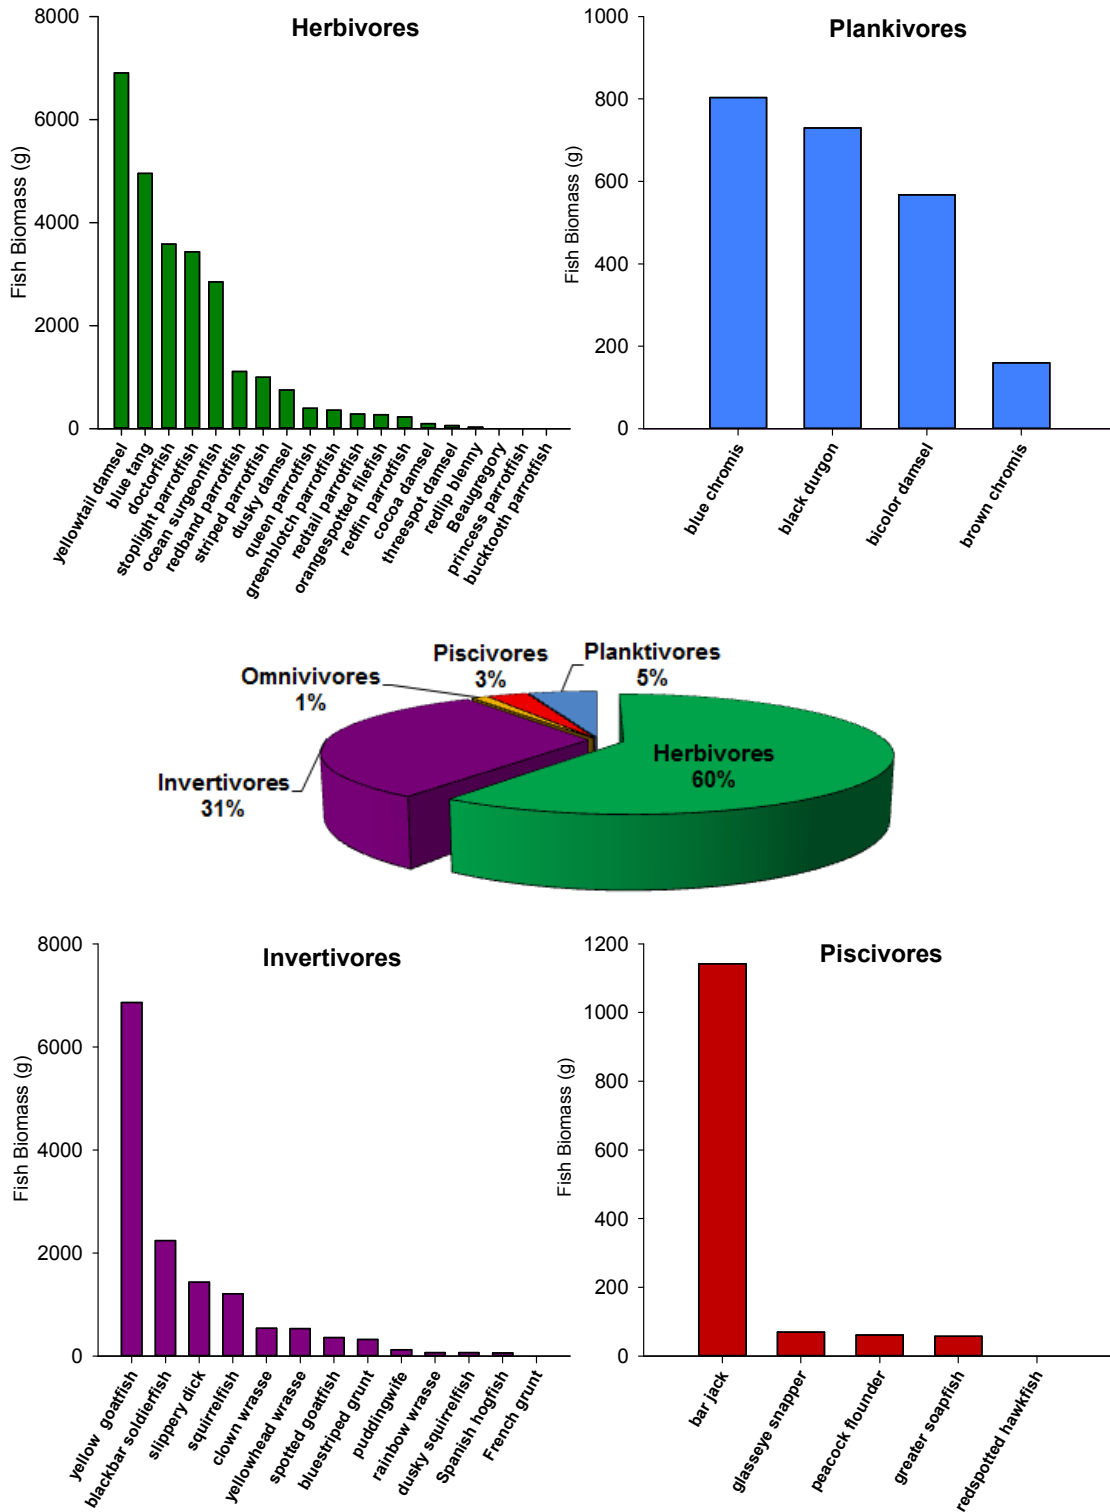 Herbivores
Fish Biomass (g)
8000
6000
4000
2000
0
yellowtail damsel
blue tang
doctorfish
stoplight parrotfish
ocean surgeonfish
redband parrotfish
striped parrotfish
dusky damsel
queen parrotfish
greenblotch parrotfish
redtail parrotfish
orangespotted filefish
redfin parrotfish
cocoa damsel
threespot damsel
redlip blenny
Beaugregory
princess parrotfish
bucktooth parrotfish
Plankivores
Fish Biomass (g)
1000
800
600
400
200
0
blue chromis
black durgon
bicolor damsel
brown chromis
Piscivores
3%
Planktivores
5%
Omnivivores
1%
Herbivores
60%
Invertivores
31%
Invertivores
Fish Biomass (g)
8000
6000
4000
2000
0
yellow goatfish
blackbar soldierfish
slippery dick
squirrelfish
clown wrasse
yellowhead wrasse
spotted goatfish
bluestriped grunt
puddingwife
rainbow wrasse
dusky squirrelfish
Spanish hogfish
French grunt
Piscivores
Fish Biomass (g)
1200
1000
800
600
400
200
0
bar jack
glasseye snapper
peacock flounder
greater soapfish
redspotted hawkfish